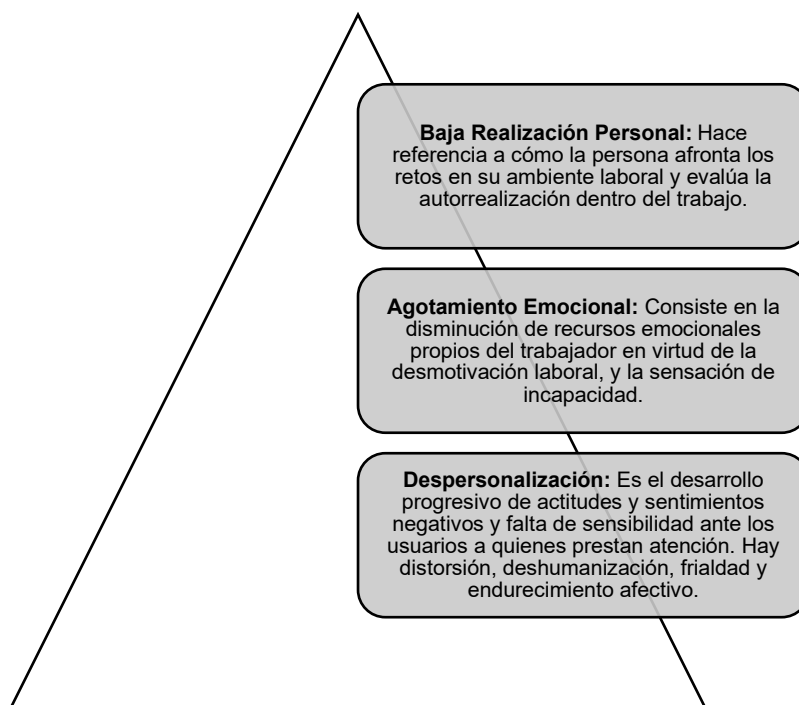 Baja Realización Personal: Hace
referencia a cómo la persona afronta los
retos en su ambiente laboral y evalúa la
autorrealización dentro del trabajo.
Agotamiento Emocional: Consiste en la
disminución de recursos emocionales
propios del trabajador en virtud de la
desmotivación laboral, y la sensación de
incapacidad.
Despersonalización: Es el desarrollo
progresivo de actitudes y sentimientos
negativos y falta de sensibilidad ante los
usuarios a quienes prestan atención. Hay
distorsión, deshumanización, frialdad y
endurecimiento afectivo.